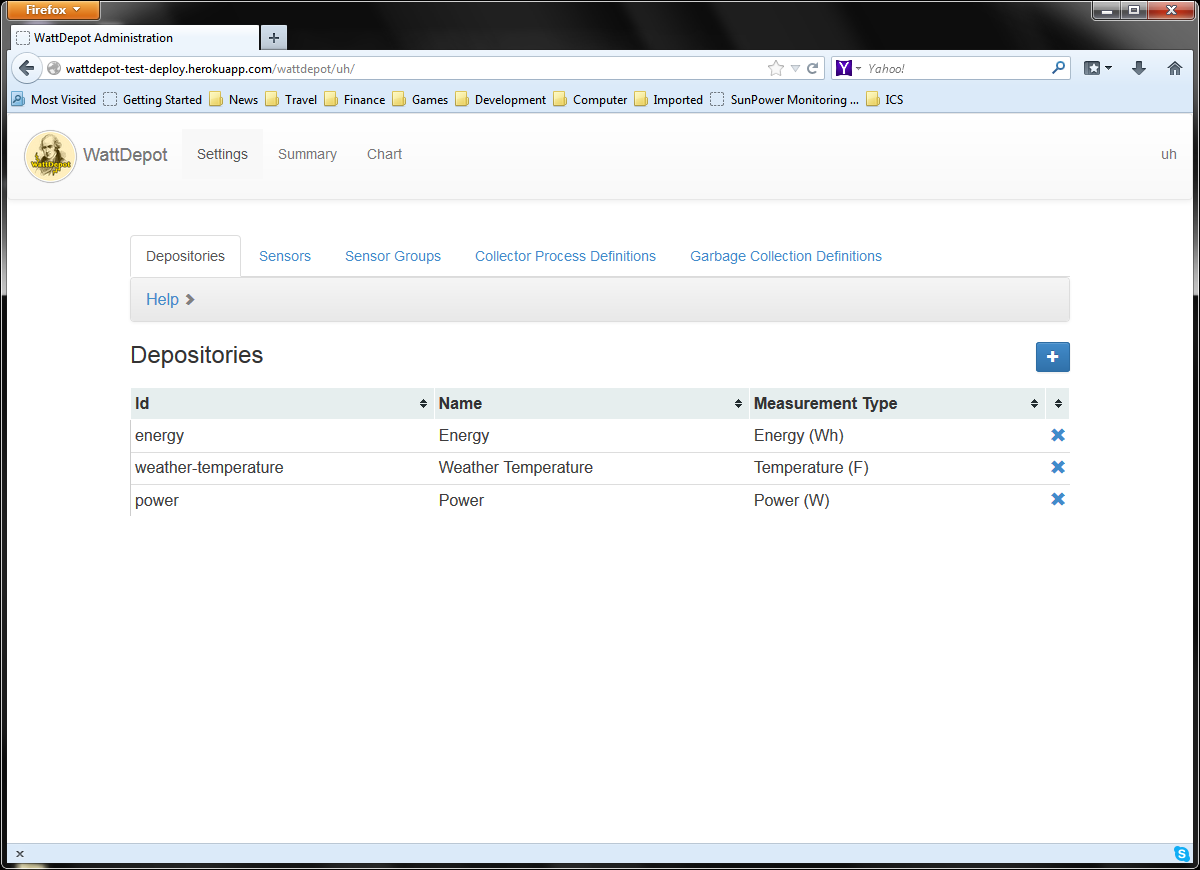 Firefox
WattDepot Administration
wattdepot-test-deploy.herokuapp.com/wattdepot/uh/ Yahoo!
Most Visited Getting Started News Travel Finance Games Development Computer Imported SunPower Monitoring ... ICS
WattDepot WattDepot Settings Summary Chart uh
Depositories Sensors Sensor Groups Collector Process Definitions Garbage Collection Definitions
Help
Depositories
Id Name Measurement Type
energy Energy Energy (Wh)
weather-temperature Weather Temperature Temperature (F)
power Power Power (W)